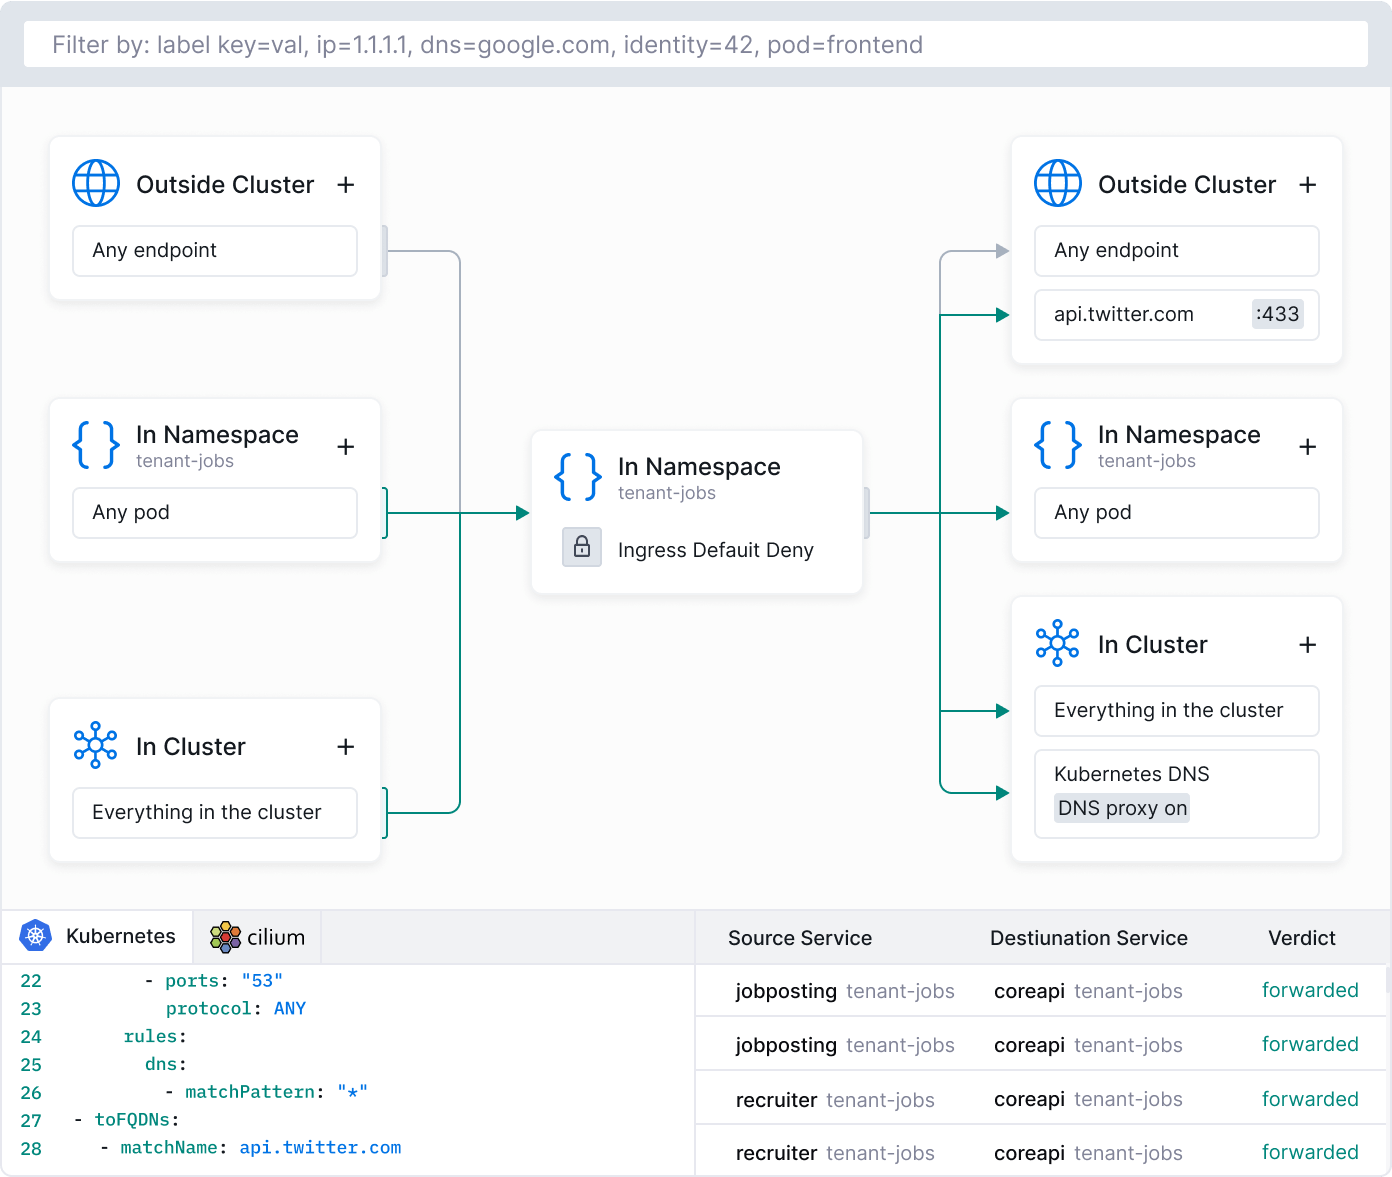 Filter by: label key=val, ip=1.1.1.1, dns=google.com, identity=42, pod=frontend
Outside Cluster +
Any endpoint
In Namespace +
tenant-jobs
Any pod
In Cluster +
Everything in the cluster
In Namespace
tenant-jobs
Ingress Defauit Deny
Outside Cluster +
Any endpoint
api.twitter.com :433
In Namespace +
tenant-jobs
Any pod
In Cluster +
Everything in the cluster
Kubernetes DNS
DNS proxy on
Kubernetes cilium
22 - ports: "53"
23 protocol: ANY
24 rules:
25 dns:
26 - matchPattern: "*"
27 - toFQDNs:
28 - matchName: api.twitter.com
Source Service Destiunation Service Verdict
jobposting tenant-jobs coreapi tenant-jobs forwarded
jobposting tenant-jobs coreapi tenant-jobs forwarded
recruiter tenant-jobs coreapi tenant-jobs forwarded
recruiter tenant-jobs coreapi tenant-jobs forwarded